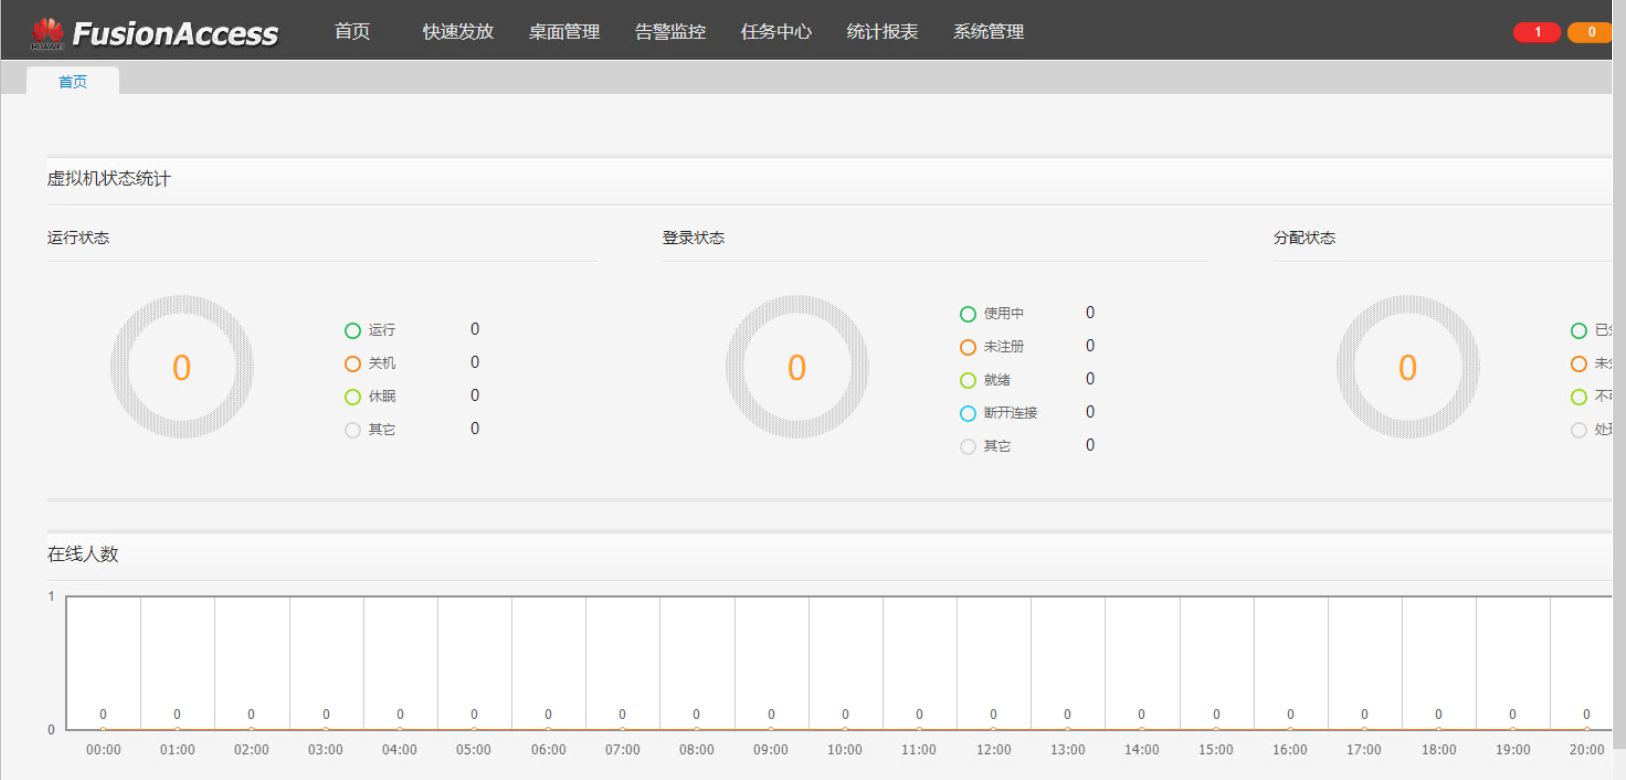 HUAWEI FusionAccess 首页 快速发放 桌面管理 告警监控 任务中心 统计报表 系统管理 1 0
首页
虚拟机状态统计
运行状态
0
运行 0
关机 0
休眠 0
其它 0
登录状态
0
使用中 0
未注册 0
就绪 0
断开连接 0
其它 0
分配状态
0
已
未
不
处
在线人数
1
0
0 0 0 0 0 0 0 0 0 0 0 0 0 0 0 0 0 0 0 0 0
00:00 01:00 02:00 03:00 04:00 05:00 06:00 07:00 08:00 09:00 10:00 11:00 12:00 13:00 14:00 15:00 16:00 17:00 18:00 19:00 20:00